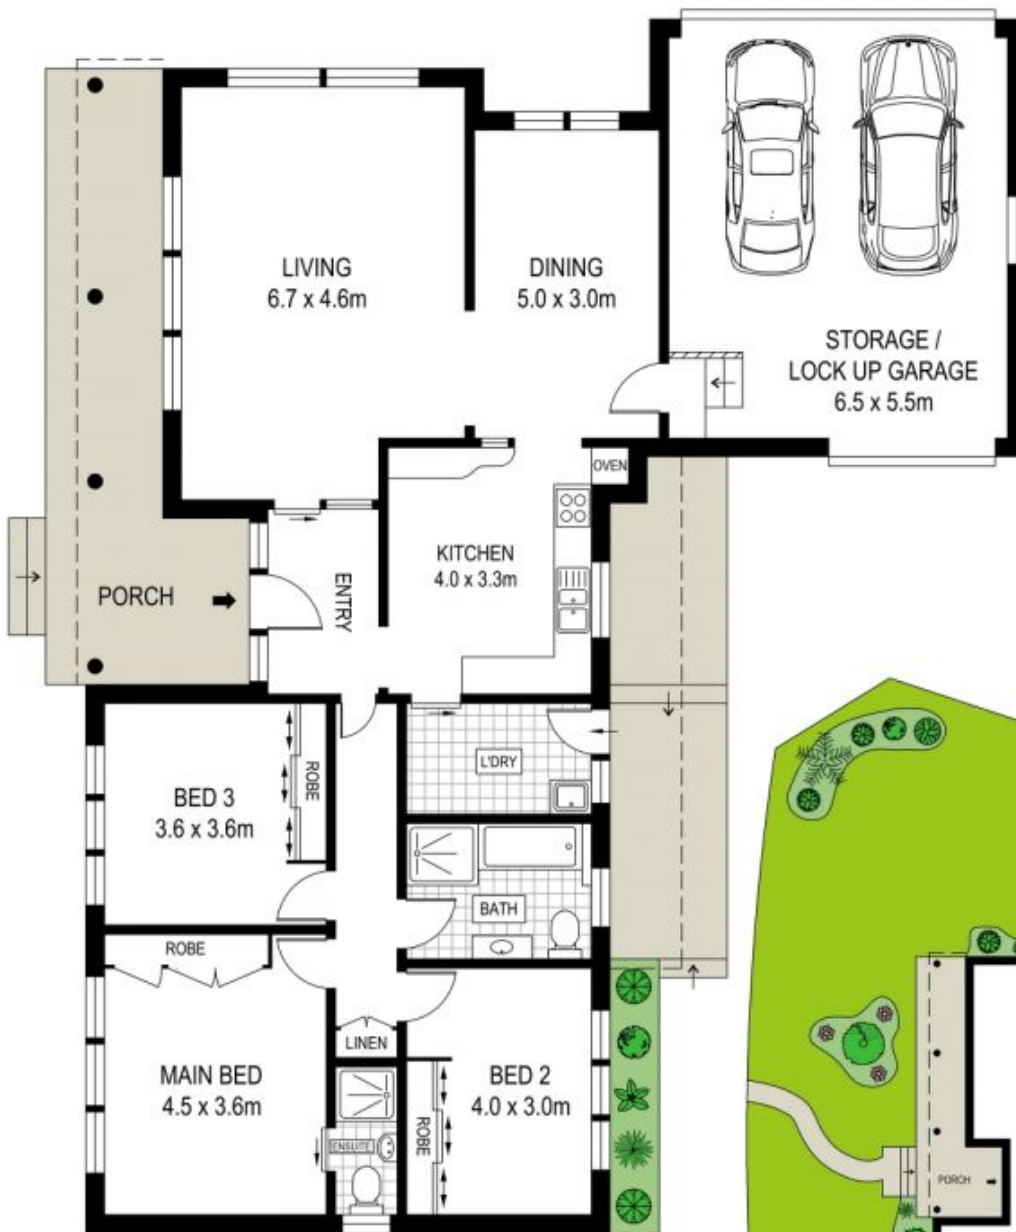 LIVING
6.7 x 4.6m
DINING
5.0 x 3.0m
STORAGE /
LOCK UP GARAGE
6.5 x 5.5m
OVEN
KITCHEN
4.0 x 3.3m
ENTRY
PORCH
L'DRY
BED 3
3.6 x 3.6m
ROBE
BATH
ROBE
LINEN
MAIN BED
4.5 x 3.6m
ENSUITE
BED 2
4.0 x 3.0m
ROBE
PORCH